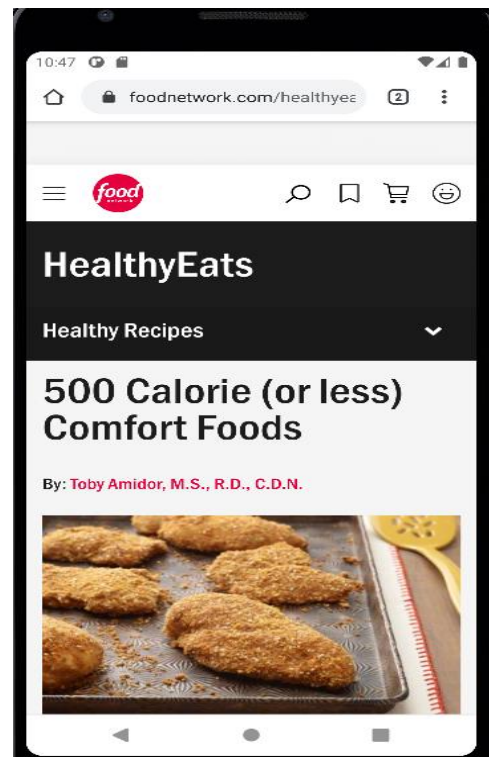 10:47
foodnetwork.com/healthyea
2
food
network
HealthyEats
Healthy Recipes
500 Calorie (or less)
Comfort Foods
By: Toby Amidor, M.S., R.D., C.D.N.